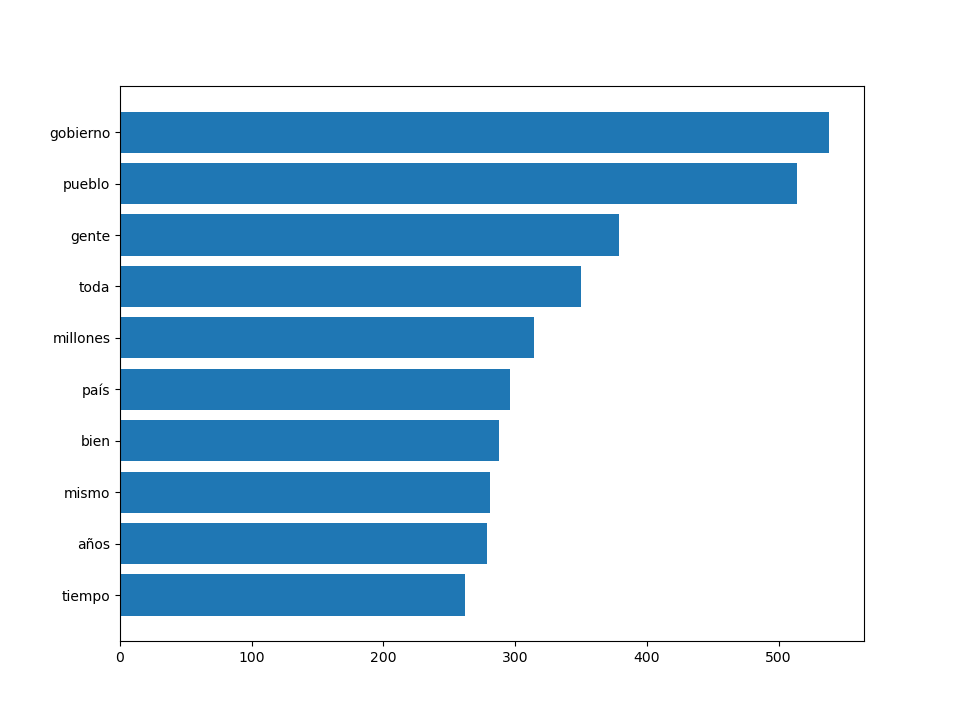 gobierno
pueblo
gente
toda
millones
país
bien
mismo
años
tiempo
0 100 200 300 400 500